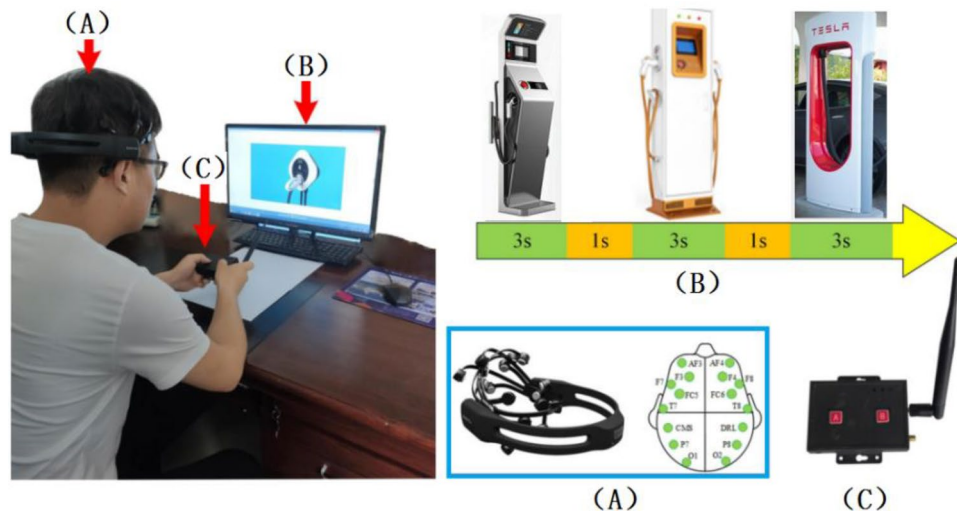 (A)
(B)
(C)
TESLA
3s 1s 3s 1s 3s
(B)
AF3 AF4
F7 F3 F4 F8
FC5 FC6
T7 T8
CMS DRL
P7 P8
O1 O2
A B
(A)
(C)